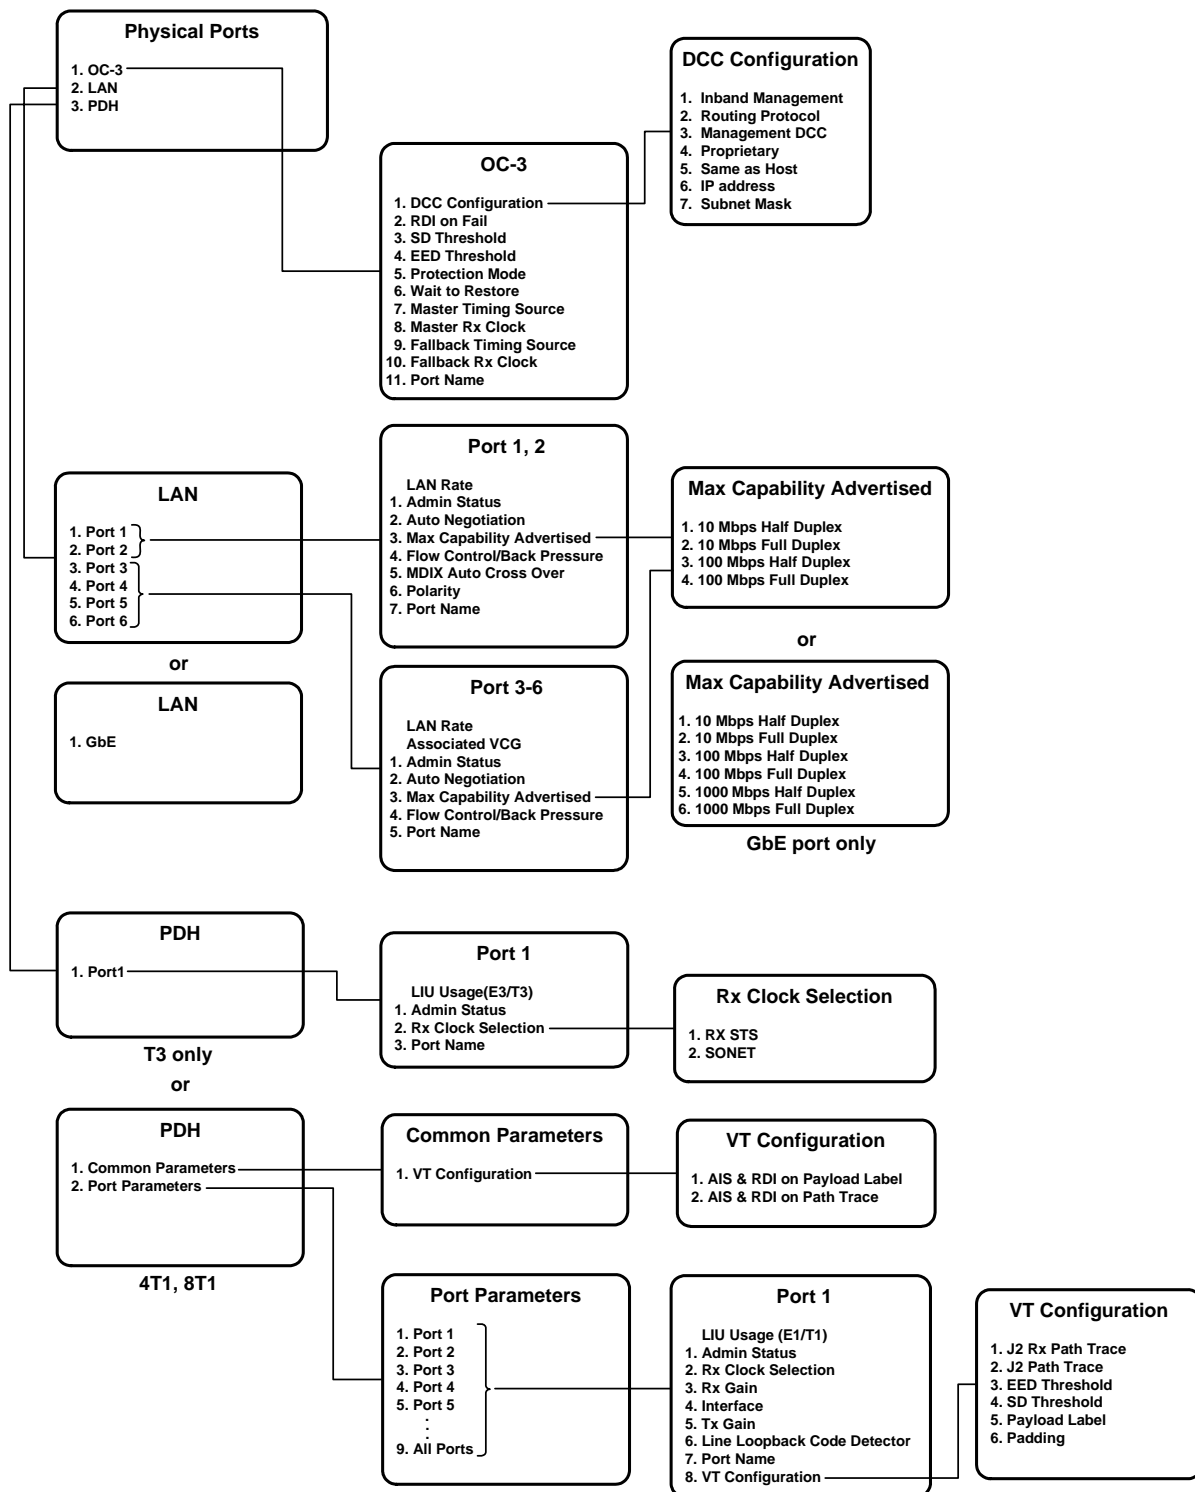 Physical Ports
1. OC-3
2. LAN
3. PDH
DCC Configuration
1. Inband Management
2. Routing Protocol
3. Management DCC
4. Proprietary
5. Same as Host
6. IP address
7. Subnet Mask
OC-3
1. DCC Configuration
2. RDI on Fail
3. SD Threshold
4. EED Threshold
5. Protection Mode
6. Wait to Restore
7. Master Timing Source
8. Master Rx Clock
9. Fallback Timing Source
10. Fallback Rx Clock
11. Port Name
LAN
1. Port 1
2. Port 2
3. Port 3
4. Port 4
5. Port 5
6. Port 6
or
LAN
1. GbE
Port 1, 2
LAN Rate
1. Admin Status
2. Auto Negotiation
3. Max Capability Advertised
4. Flow Control/Back Pressure
5. MDIX Auto Cross Over
6. Polarity
7. Port Name
Port 3-6
LAN Rate
Associated VCG
1. Admin Status
2. Auto Negotiation
3. Max Capability Advertised
4. Flow Control/Back Pressure
5. Port Name
Max Capability Advertised
1. 10 Mbps Half Duplex
2. 10 Mbps Full Duplex
3. 100 Mbps Half Duplex
4. 100 Mbps Full Duplex
or
Max Capability Advertised
1. 10 Mbps Half Duplex
2. 10 Mbps Full Duplex
3. 100 Mbps Half Duplex
4. 100 Mbps Full Duplex
5. 1000 Mbps Half Duplex
6. 1000 Mbps Full Duplex
GbE port only
PDH
1. Port1
T3 only
or
Port 1
LIU Usage(E3/T3)
1. Admin Status
2. Rx Clock Selection
3. Port Name
Rx Clock Selection
1. RX STS
2. SONET
PDH
1. Common Parameters
2. Port Parameters
4T1, 8T1
Common Parameters
1. VT Configuration
VT Configuration
1. AIS & RDI on Payload Label
2. AIS & RDI on Path Trace
Port Parameters
1. Port 1
2. Port 2
3. Port 3
4. Port 4
5. Port 5
:
:
9. All Ports
Port 1
LIU Usage (E1/T1)
1. Admin Status
2. Rx Clock Selection
3. Rx Gain
4. Interface
5. Tx Gain
6. Line Loopback Code Detector
7. Port Name
8. VT Configuration
VT Configuration
1. J2 Rx Path Trace
2. J2 Path Trace
3. EED Threshold
4. SD Threshold
5. Payload Label
6. Padding